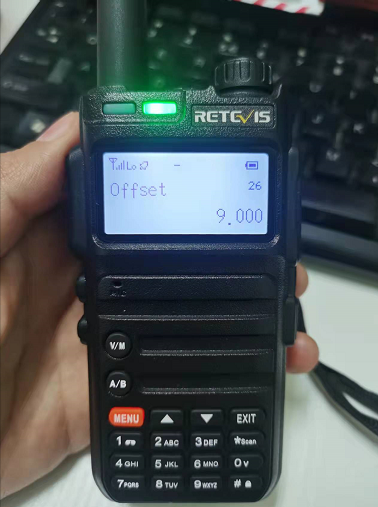 RETEVIS
Lo
Offset 26
9.000
V/M
A/B
MENU EXIT
1 2 ABC 3 DEF *Scan
4 GHI 5 JKL 6 MNO 0 v
7 PQRS 8 TUV 9 WXYZ #